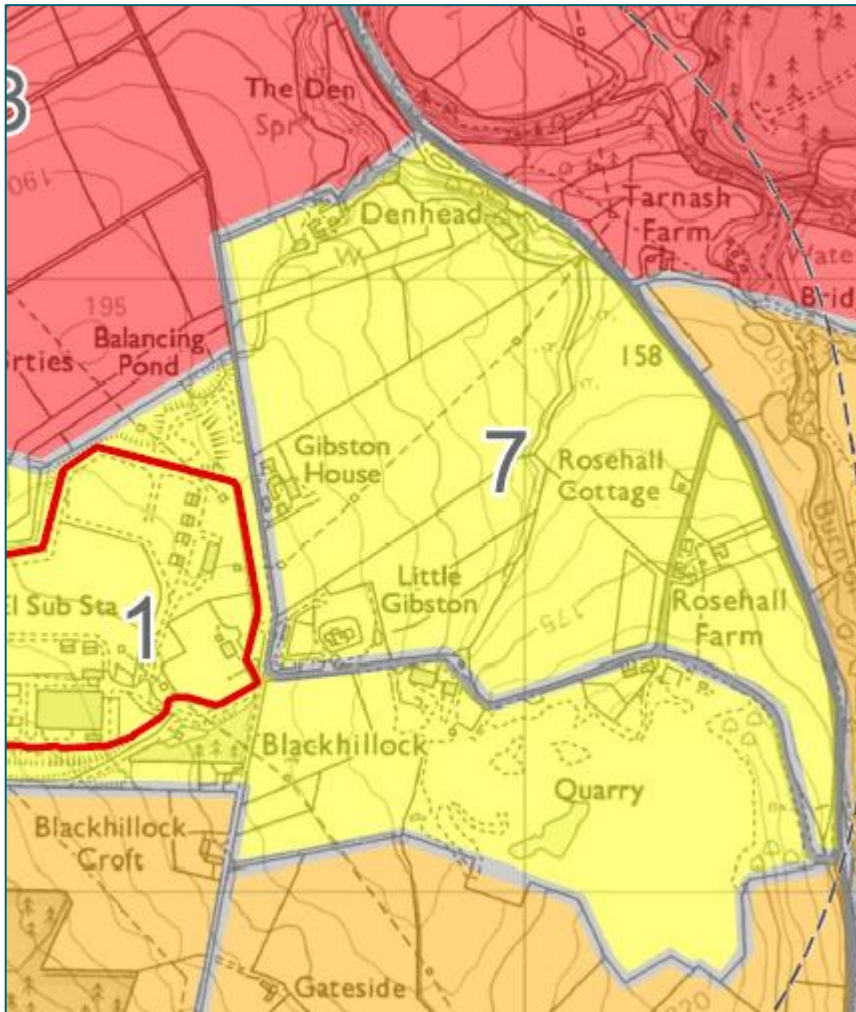 3
The Den
Spr
190
Denhead
Tarnash
Farm
W
Wate
Brid
195
Balancing
Pond
rties
158
Gibston
House
7
Rosehall
Cottage
El Sub Sta
1
Little
Gibston
175
Rosehall
Farm
Burn
Blackhillock
Quarry
Blackhillock
Croft
Gateside